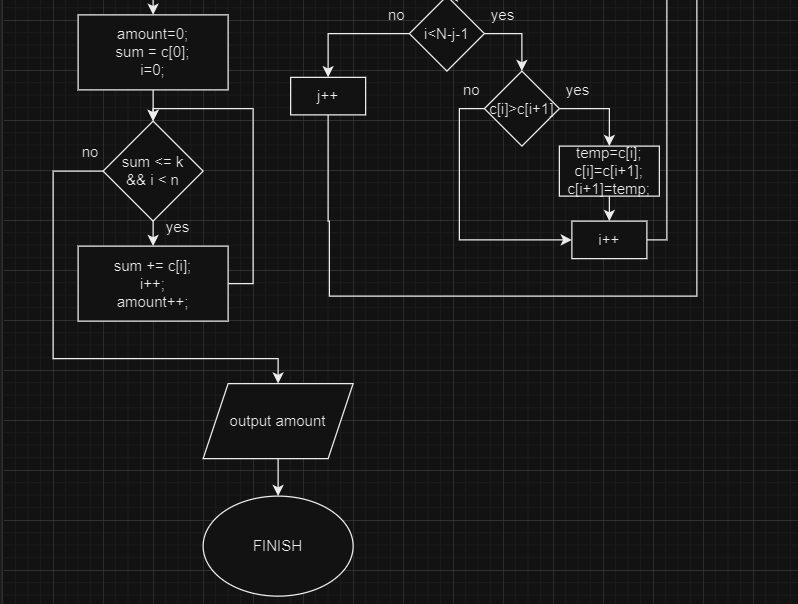 amount=0;
sum = c[0];
i=0;
no
sum <= k
&& i < n
yes
sum += c[i];
i++;
amount++;
output amount
FINISH
no
yes
i<N-j-1
j++
no
yes
c[i]>c[i+1]
temp=c[i];
c[i]=c[i+1];
c[i+1]=temp;
i++